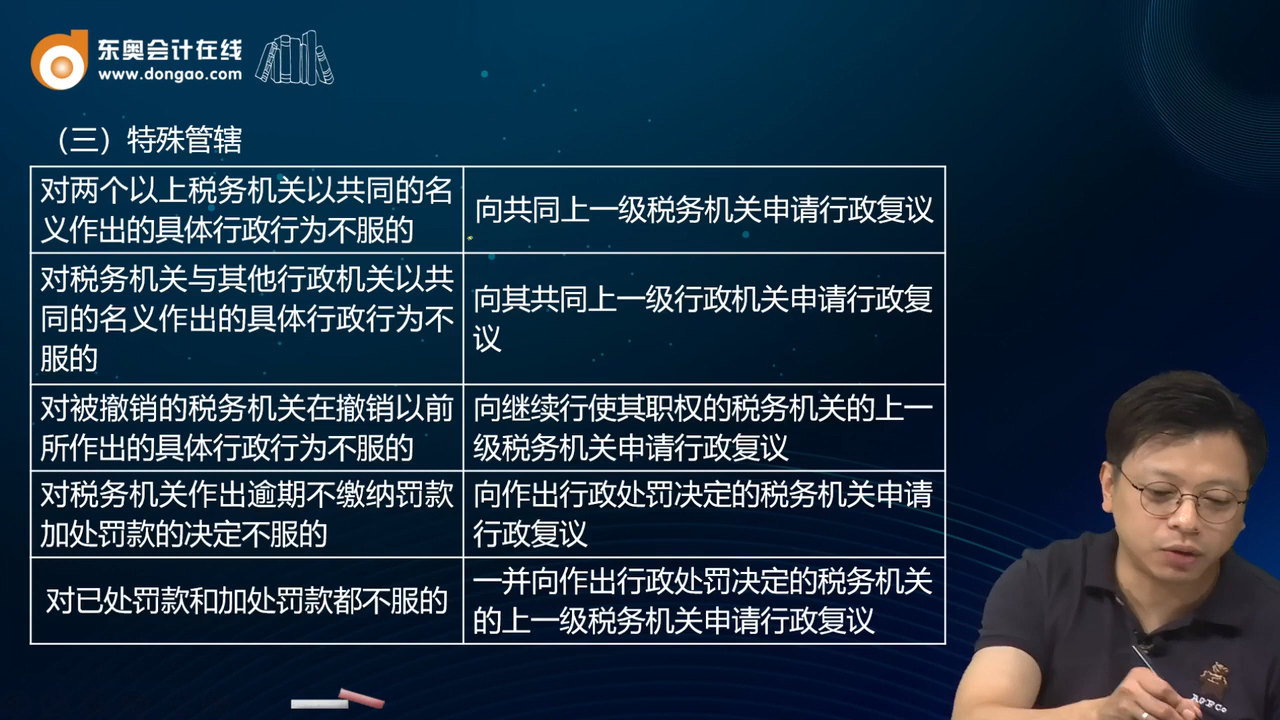 东奥会计在线
www.dongao.com
（三）特殊管辖
对两个以上税务机关以共同的名
义作出的具体行政行为不服的
向共同上一级税务机关申请行政复议
对税务机关与其他行政机关以共
同的名义作出的具体行政行为不
服的
向其共同上一级行政机关申请行政复
议
对被撤销的税务机关在撤销以前
所作出的具体行政行为不服的
向继续行使其职权的税务机关的上一
级税务机关申请行政复议
对税务机关作出逾期不缴纳罚款
加处罚款的决定不服的
向作出行政处罚决定的税务机关申请
行政复议
对已处罚款和加处罚款都不服的
一并向作出行政处罚决定的税务机关
的上一级税务机关申请行政复议